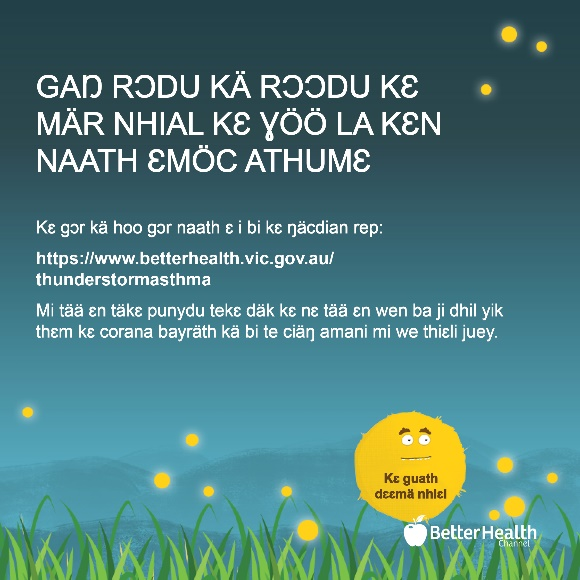 GAŊ RƆDU KÄ RƆƆDU KƐ
MÄR NHIAL KƐ ƔÖÖ LA KƐN
NAATH ƐMÖC ATHUMƐ
Kɛ gɔr kä hoo gɔr naath ɛ i bi kɛ ŋäcdian rep:
https://www.betterhealth.vic.gov.au/
thunderstormasthma
Mi tää ɛn täkɛ punydu tekɛ däk kɛ nɛ tää ɛn wen ba ji dhil yik
thɛm kɛ corana bayräth kä bi te ciäŋ amani mi we thiɛli juey.
Kɛ guath
dɛɛmä nhiɛl
BetterHealth
Channel